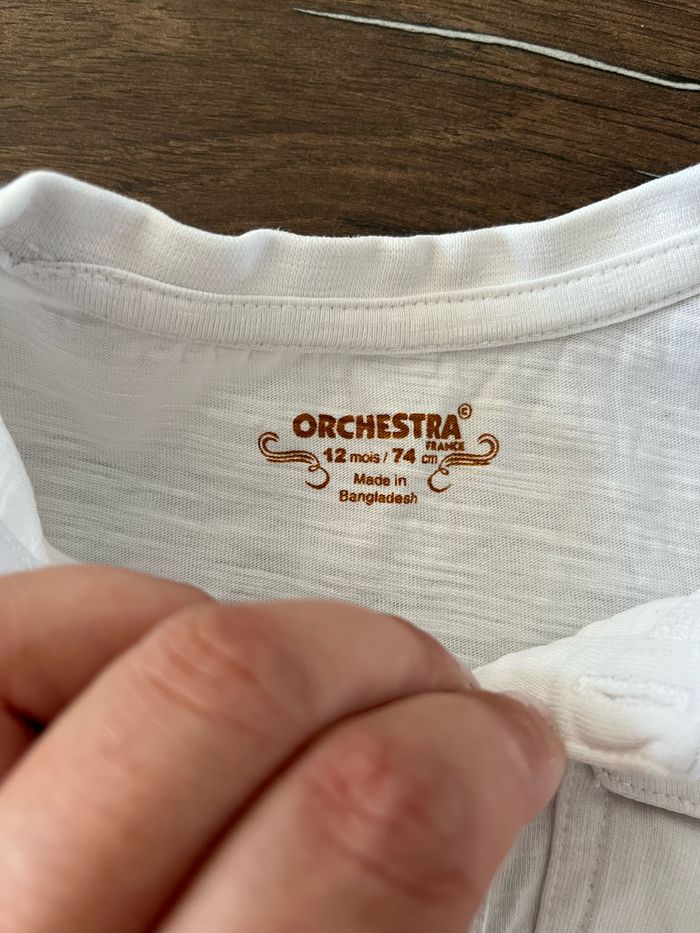 ORCHESTRA©
FRANCE
12 mois / 74 cm
Made in
Bangladesh